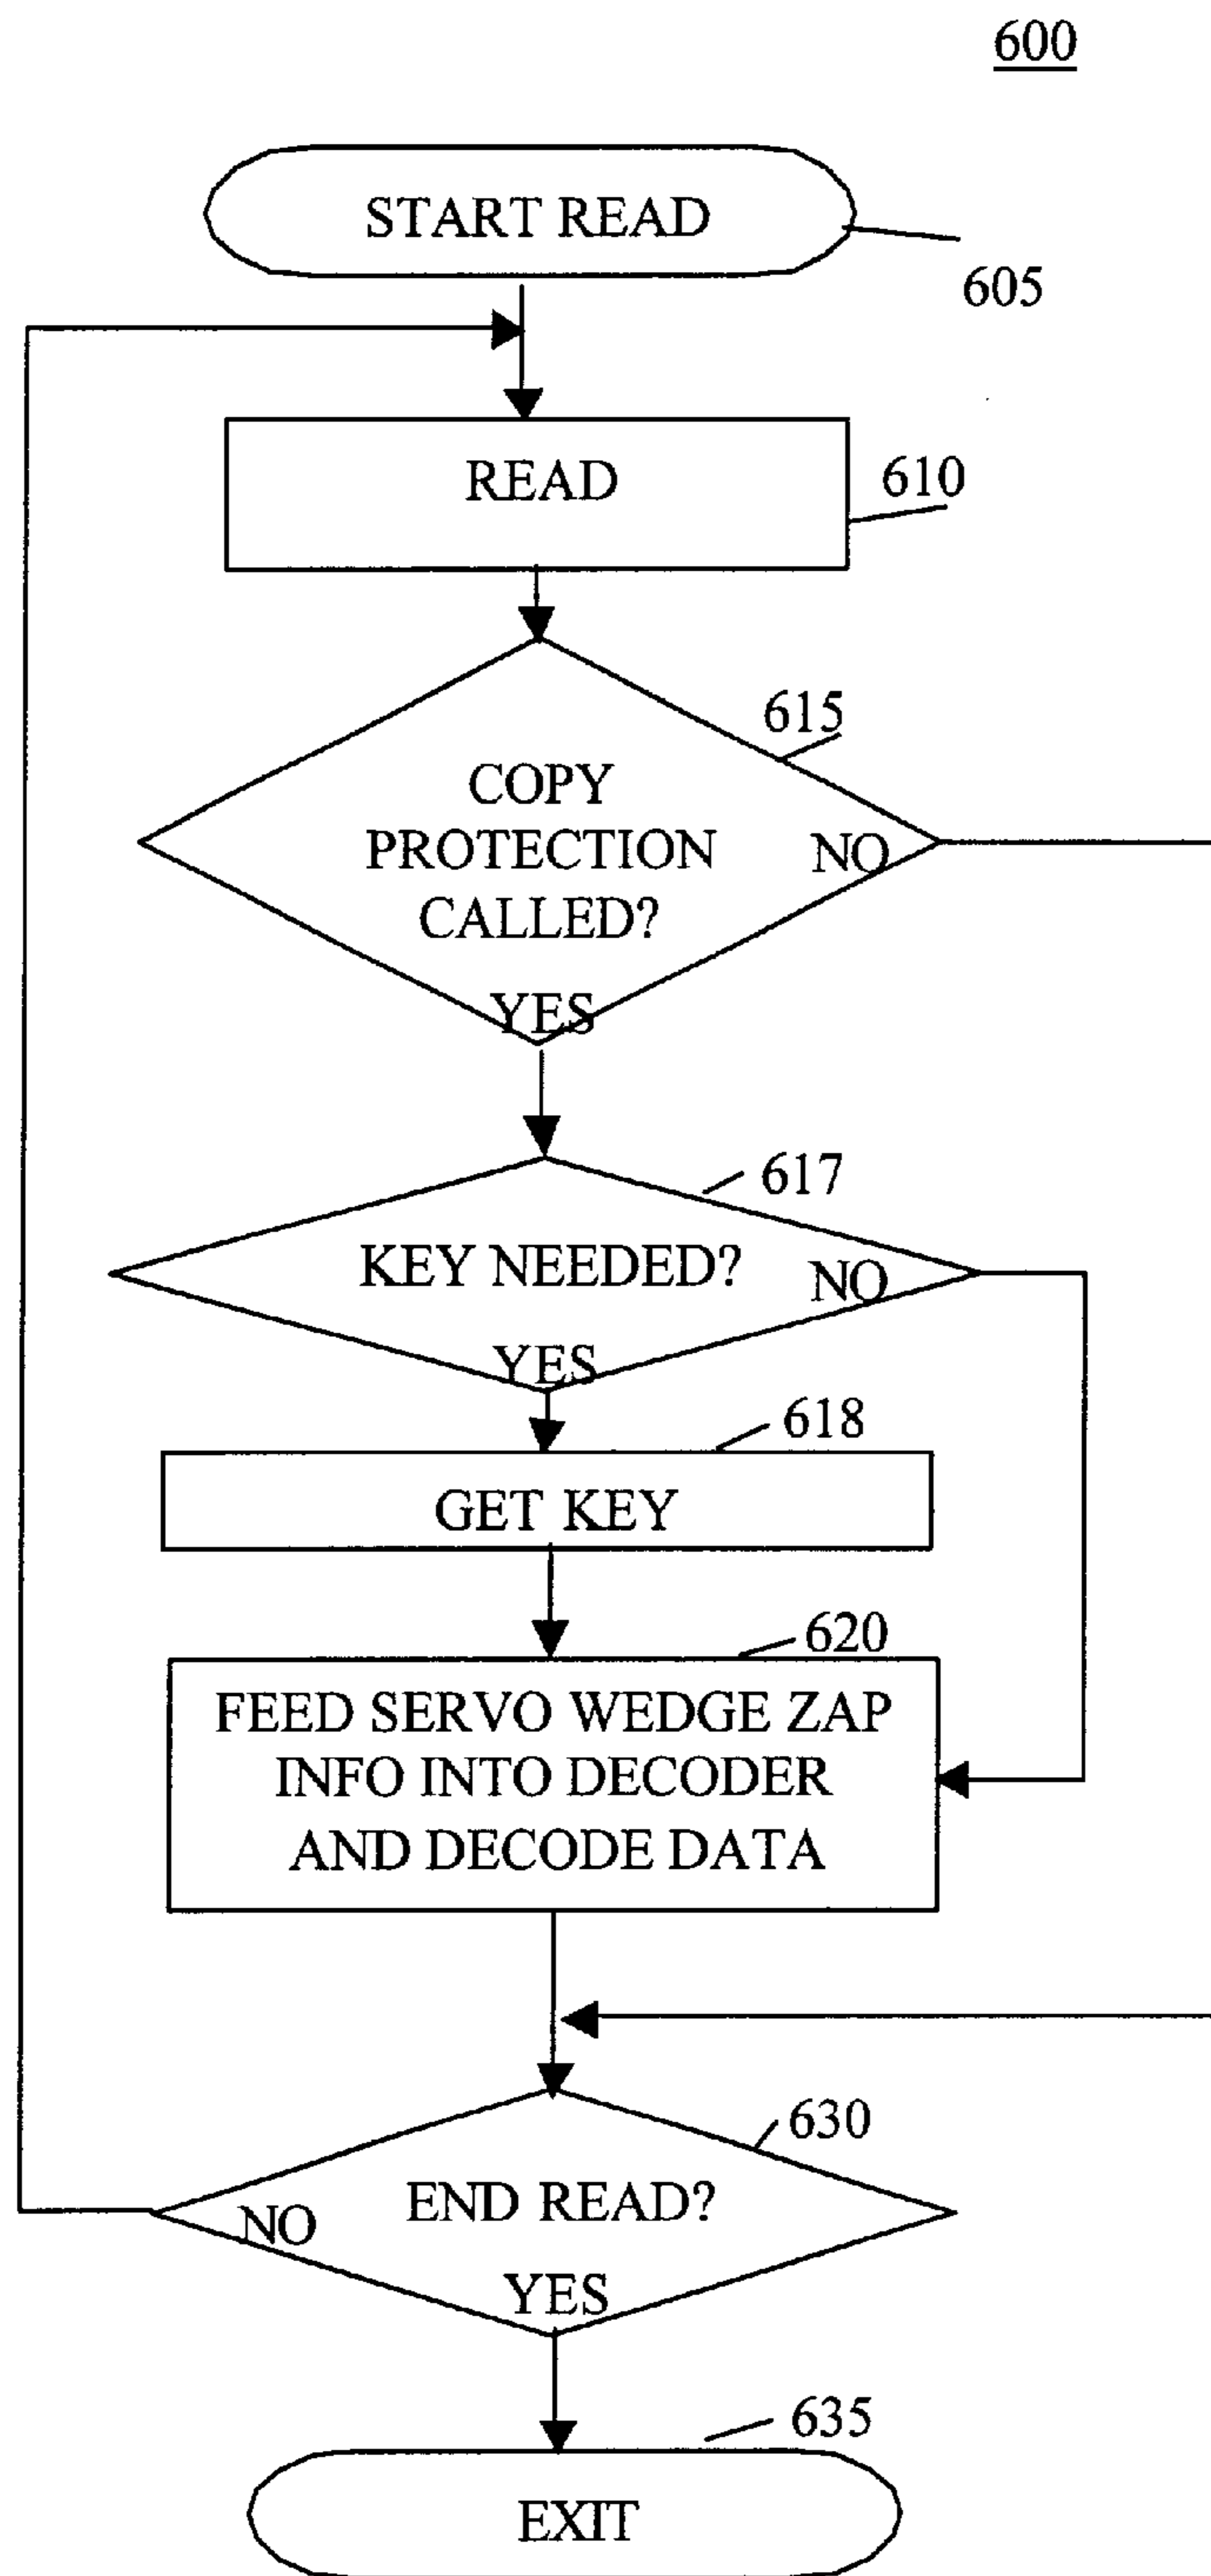 600
START READ
605
READ
610
615
COPY
PROTECTION
CALLED?
NO
YES
617
KEY NEEDED?
NO
YES
618
GET KEY
620
FEED SERVO WEDGE ZAP
INFO INTO DECODER
AND DECODE DATA
630
END READ?
NO
YES
635
EXIT